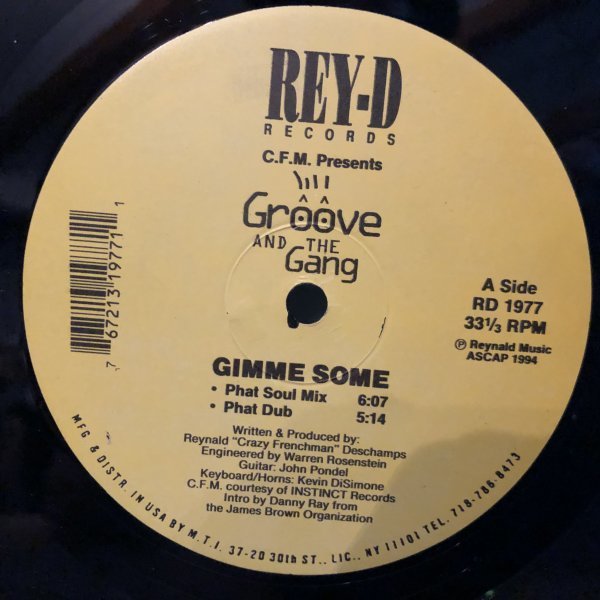 REY-D
RECORDS
C.F.M. Presents
Grôôve
AND THE
Gang
7 67213 19771 1
A Side
RD 1977
33⅓ RPM
℗ Reynald Music
ASCAP 1994
GIMME SOME
• Phat Soul Mix 6:07
• Phat Dub 5:14
Written & Produced by:
Reynald "Crazy Frenchman" Deschamps
Engineered by Warren Rosenstein
Guitar: John Pondel
Keyboard/Horns: Kevin DiSimone
C.F.M. courtesy of INSTINCT Records
Intro by Danny Ray from
the James Brown Organization
MFG & DISTR. IN USA BY M.T.I. 37-20 30th ST., LIC., NY 11101 TEL. 718-786-8473